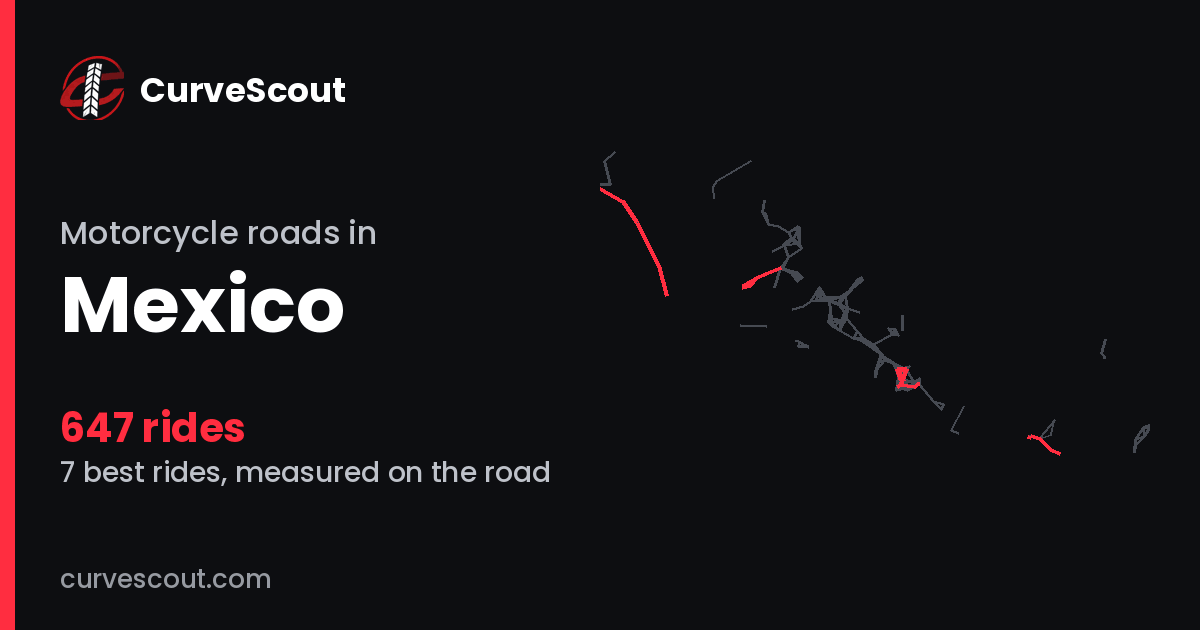 CurveScout
Motorcycle roads in
Mexico
647 rides
7 best rides, measured on the road
curvescout.com